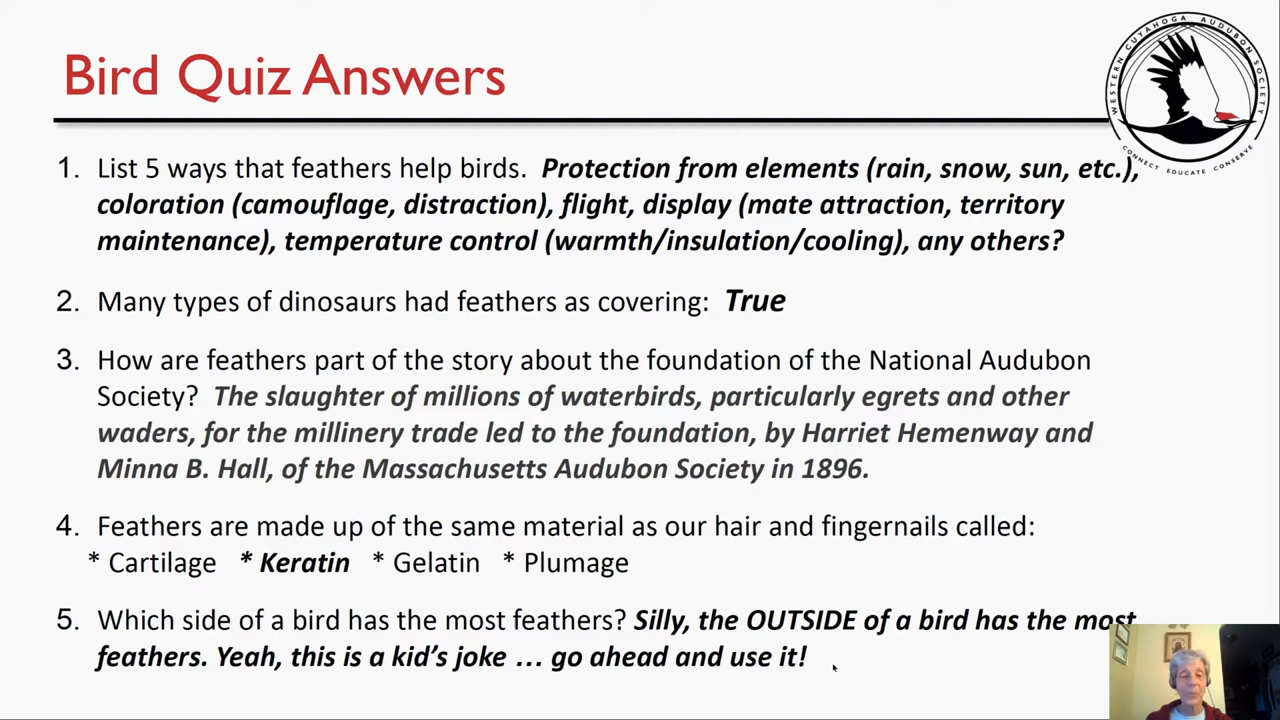 Bird Quiz Answers
WESTERN CUYAHOGA AUDUBON SOCIETY
CONNECT EDUCATE CONSERVE
1. List 5 ways that feathers help birds. Protection from elements (rain, snow, sun, etc.),
coloration (camouflage, distraction), flight, display (mate attraction, territory
maintenance), temperature control (warmth/insulation/cooling), any others?
2. Many types of dinosaurs had feathers as covering: True
3. How are feathers part of the story about the foundation of the National Audubon
Society? The slaughter of millions of waterbirds, particularly egrets and other
waders, for the millinery trade led to the foundation, by Harriet Hemenway and
Minna B. Hall, of the Massachusetts Audubon Society in 1896.
4. Feathers are made up of the same material as our hair and fingernails called:
* Cartilage * Keratin * Gelatin * Plumage
5. Which side of a bird has the most feathers? Silly, the OUTSIDE of a bird has the most
feathers. Yeah, this is a kid's joke … go ahead and use it!